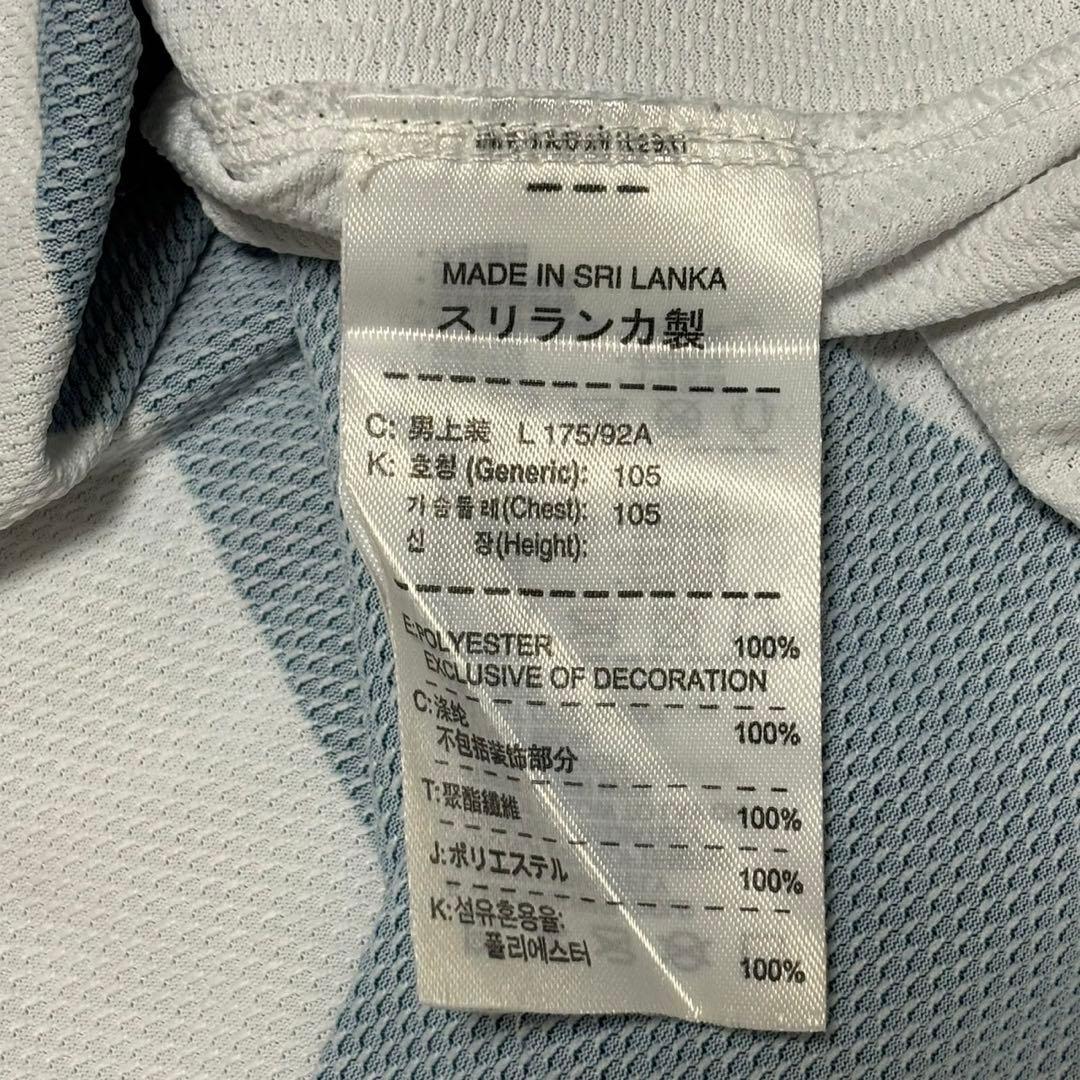 MADE IN SRI LANKA
スリランカ製
C: 男上装 L 175/92A
K: 호칭 (Generic): 105
가슴둘레(Chest): 105
신 장(Height):
E:POLYESTER 100%
EXCLUSIVE OF DECORATION
C:涤纶 100%
不包括装饰部分
T:聚酯纖維 100%
J:ポリエステル 100%
K:섬유혼용율:
폴리에스터 100%